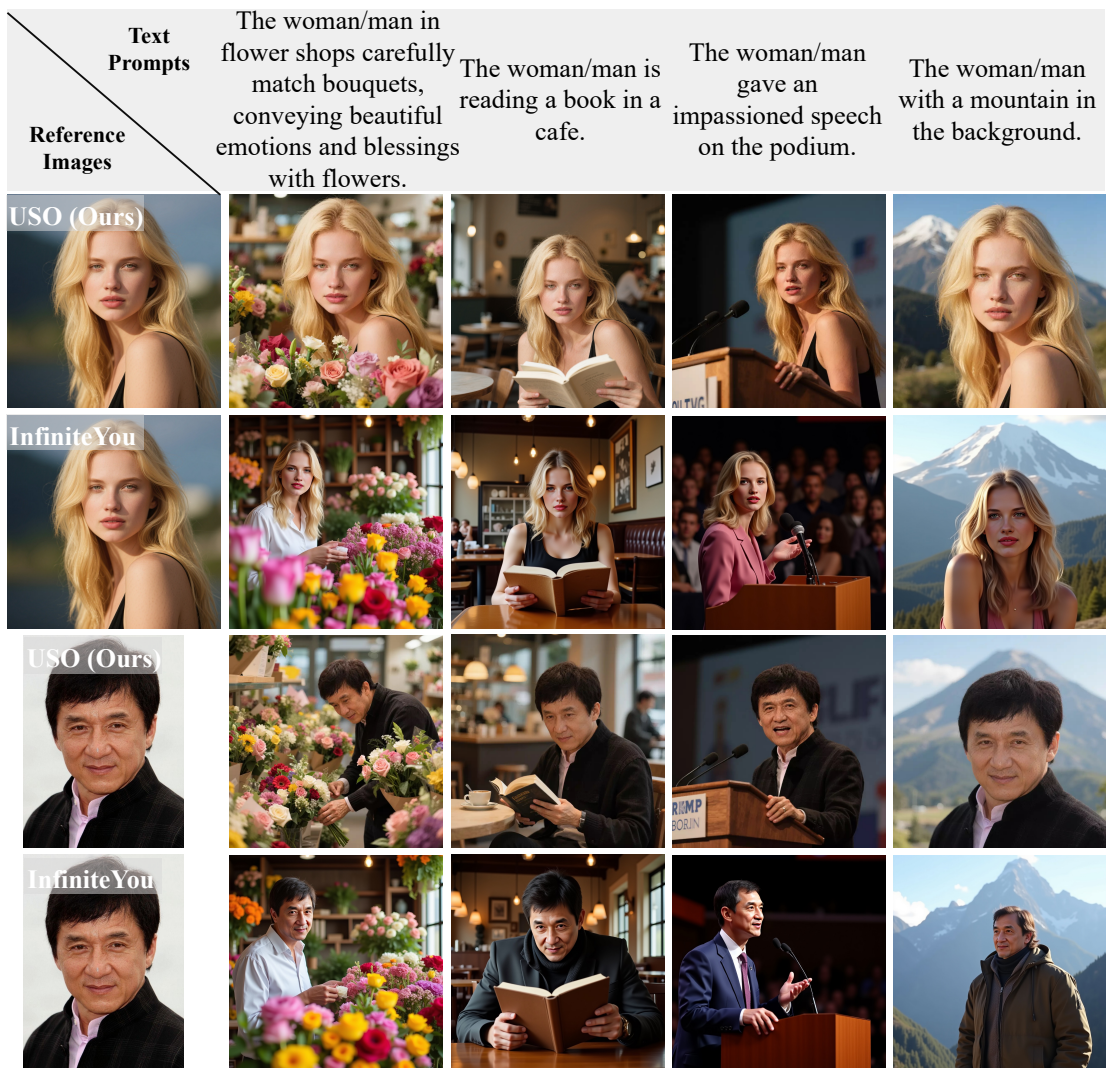 Text
Prompts
Reference
Images
The woman/man in
flower shops carefully
match bouquets,
conveying beautiful
emotions and blessings
with flowers.
The woman/man is
reading a book in a
cafe.
The woman/man
gave an
impassioned speech
on the podium.
The woman/man
with a mountain in
the background.
USO (Ours)
InfiniteYou
USO (Ours)
InfiniteYou
BORIN